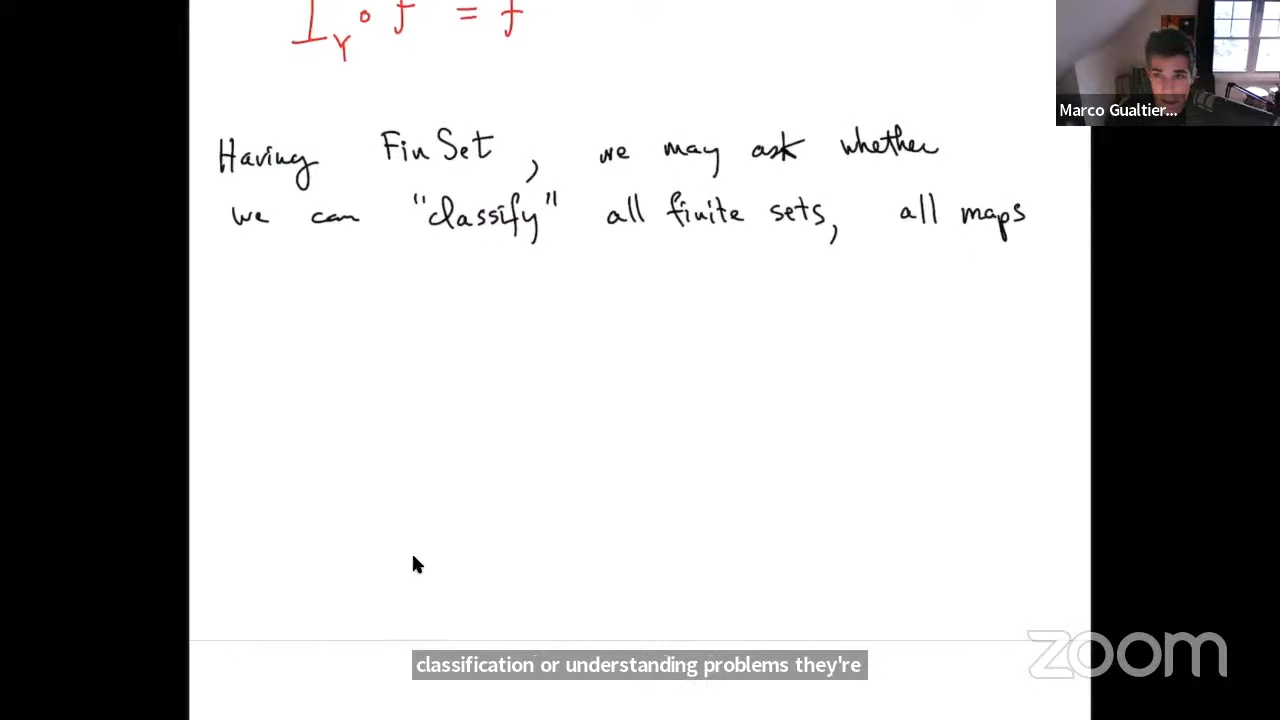 1_Y ∘ f = f
Marco Gualtier...
Having FinSet, we may ask whether
we can "classify" all finite sets, all maps
classification or understanding problems they're
zoom